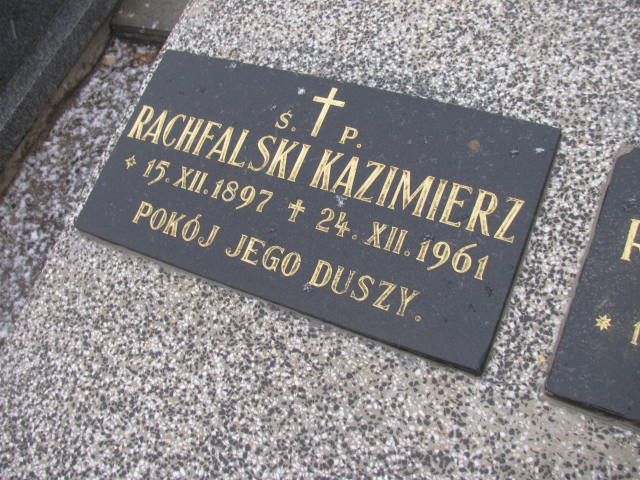 Ś. P.
RACHFALSKI KAZIMIERZ
* 15.XII.1897 + 24.XII.1961
POKÓJ JEGO DUSZY.